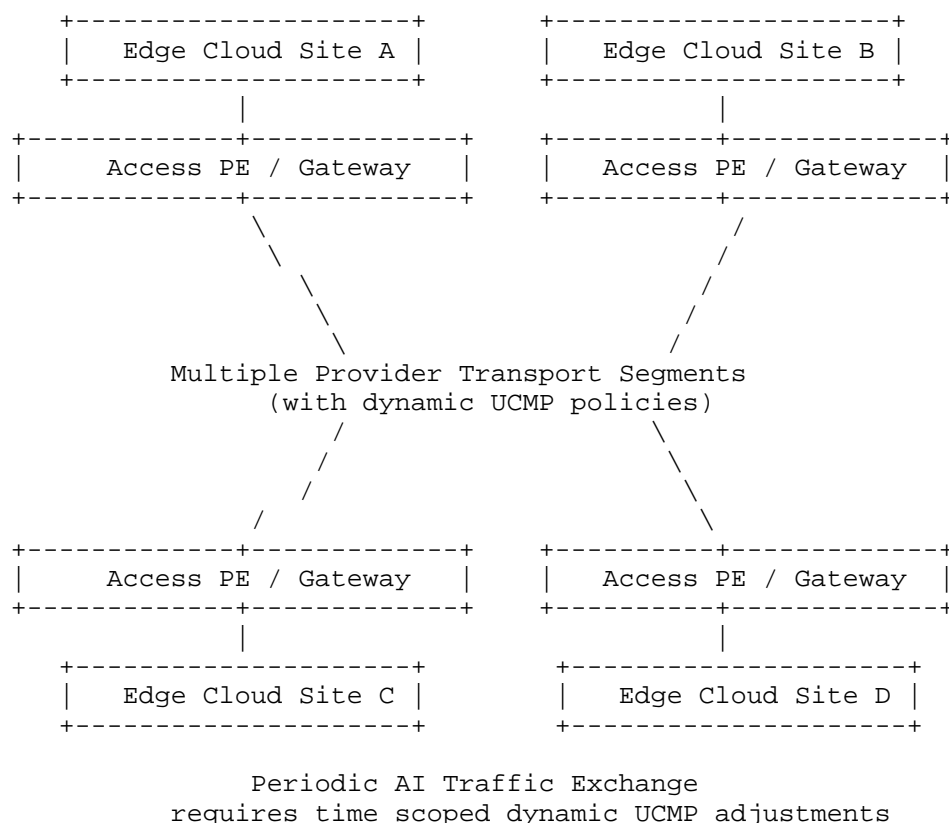 Edge Cloud Site A Edge Cloud Site B
Access PE / Gateway Access PE / Gateway
Multiple Provider Transport Segments
(with dynamic UCMP policies)
Access PE / Gateway Access PE / Gateway
Edge Cloud Site C Edge Cloud Site D
Periodic AI Traffic Exchange
requires time scoped dynamic UCMP adjustments